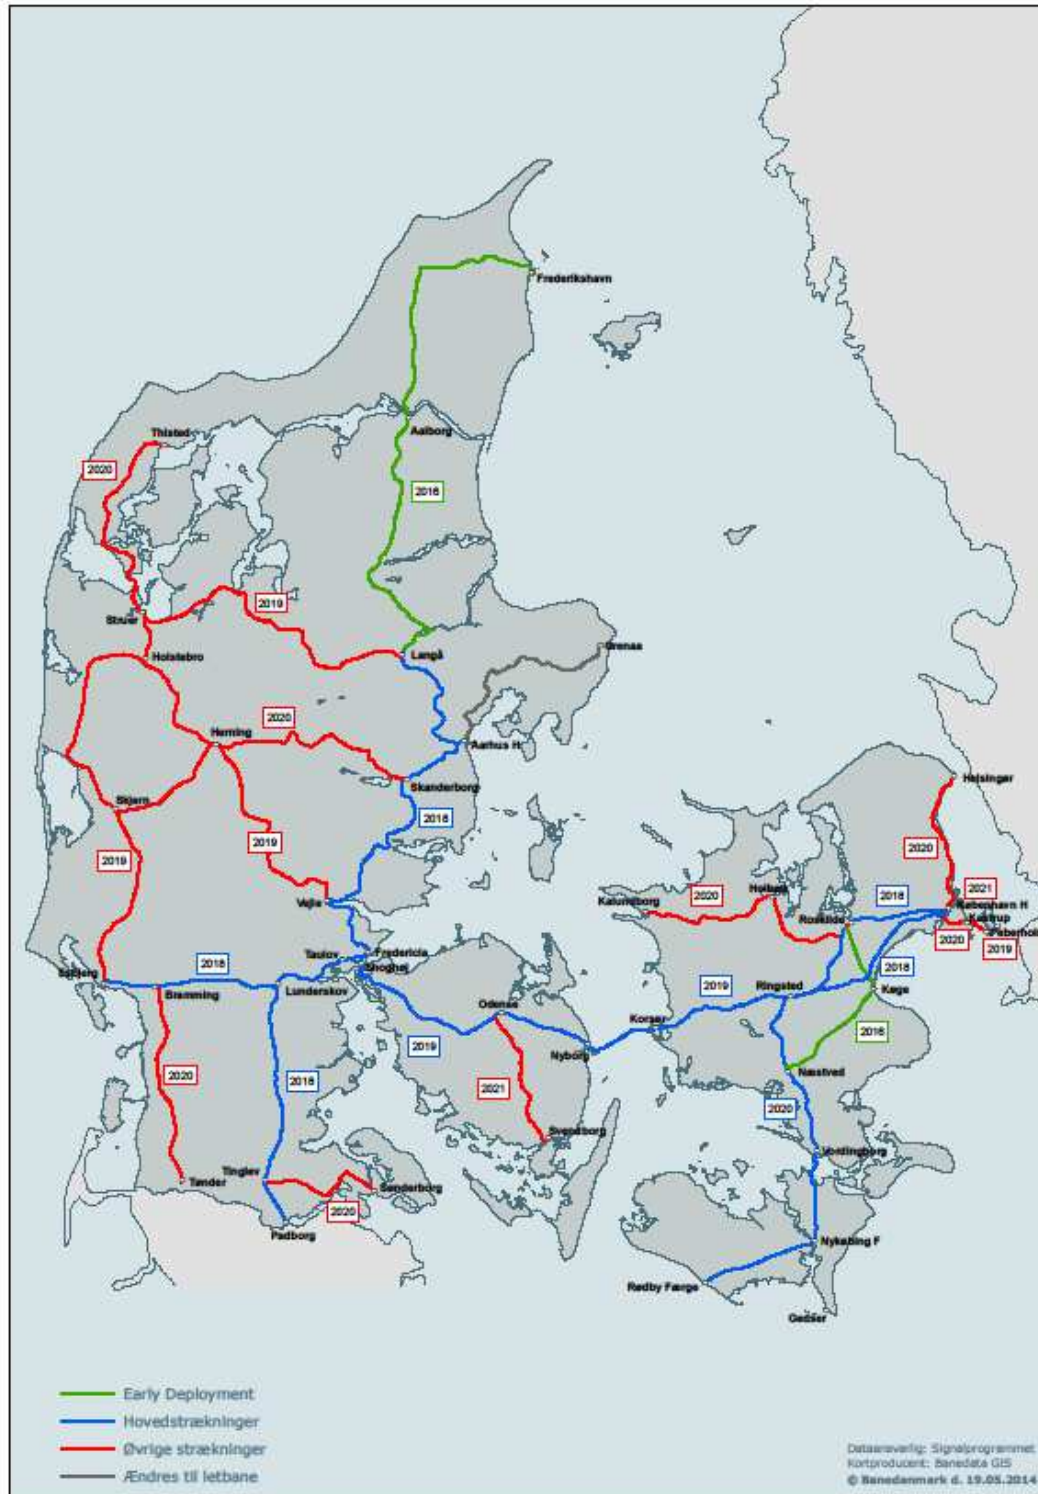 Frederikshavn
Aalborg
Thisted
2020
2016
2019
Struer
Holstebro
Langå
Grenaa
2020
Herning
Aarhus H
Skanderborg
Skjern
2018
2019
2019
Vejle
Helsingør
2020
2021
København H
Kastrup
Peberholm
2020
2019
Holbæk
2020
Kalundborg
Roskilde
2018
2018
Taulov
Fredericia
Snoghøj
Esbjerg
2018
Bramming
Lunderskov
Odense
2019
Ringsted
Køge
Korsør
2019
Nyborg
2016
Næstved
2020
2018
2021
2020
Svendborg
Vordingborg
Tinglev
Tønder
Sønderborg
2020
Padborg
Nykøbing F
Rødby Færge
Gedser
Early Deployment
Hovedstrækninger
Øvrige strækninger
Ændres til letbane
Dataansvarlig: Signalprogrammet
Kortproducent: Banedata GIS
© Banedanmark d. 19.05.2014